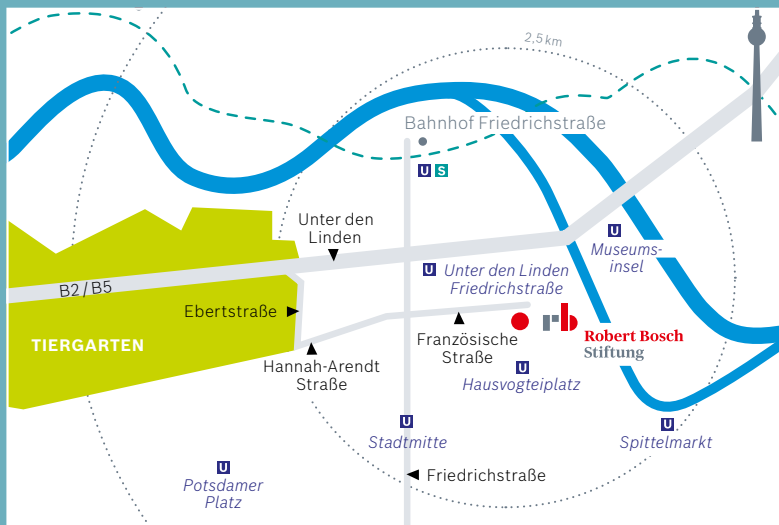 2,5 km
Bahnhof Friedrichstraße
U S
Unter den
Linden
U
Museums-
insel
U Unter den Linden
Friedrichstraße
B2 / B5
Ebertstraße
TIERGARTEN
Französische
Straße
Robert Bosch
Stiftung
Hannah-Arendt
Straße
U
Hausvogteiplatz
U
Stadtmitte
U
Spittelmarkt
U
Potsdamer
Platz
Friedrichstraße